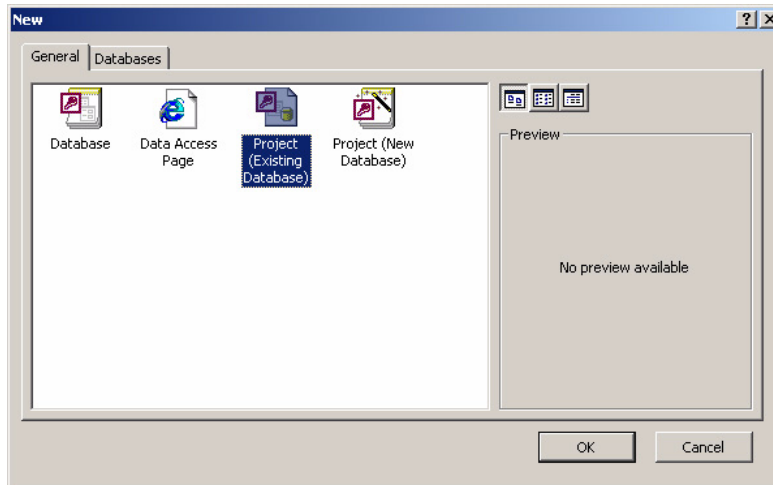 New
General Databases
Database
Data Access
Page
Project
(Existing
Database)
Project (New
Database)
Preview
No preview available
OK Cancel